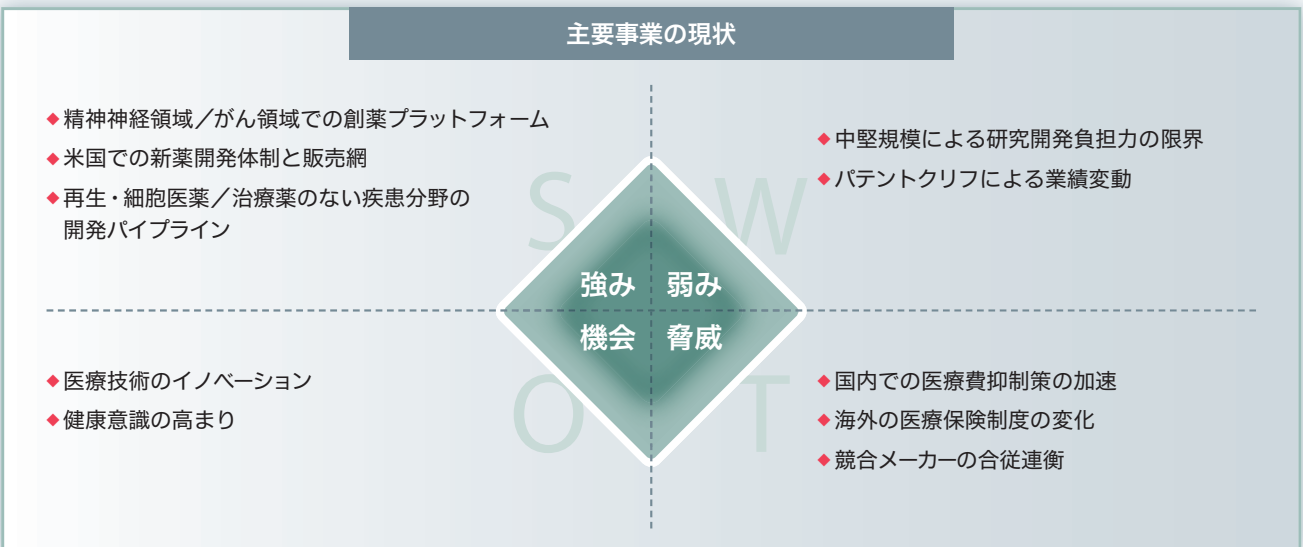 主要事業の現状
◆精神神経領域／がん領域での創薬プラットフォーム
◆米国での新薬開発体制と販売網
◆再生・細胞医薬／治療薬のない疾患分野の
開発パイプライン
◆中堅規模による研究開発負担力の限界
◆パテントクリフによる業績変動
S W
強み 弱み
機会 脅威
O T
◆医療技術のイノベーション
◆健康意識の高まり
◆国内での医療費抑制策の加速
◆海外の医療保険制度の変化
◆競合メーカーの合従連衡